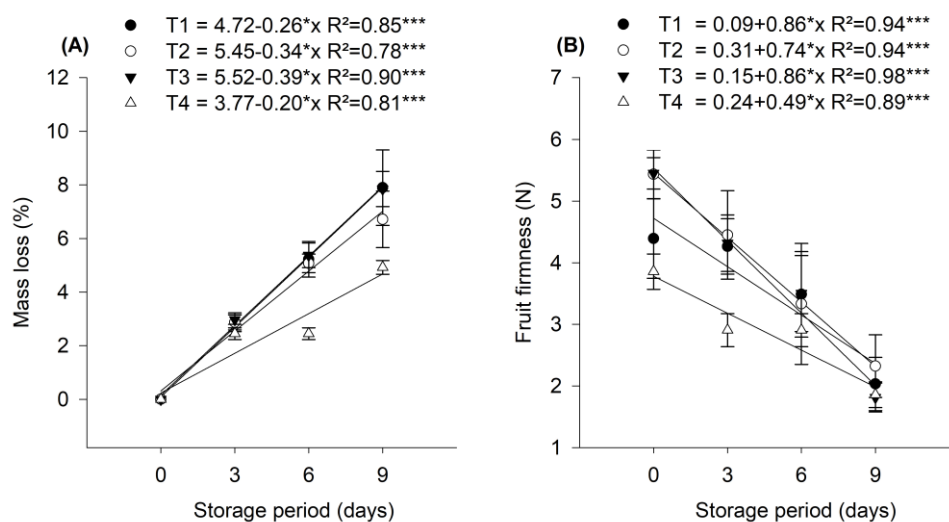 (A)
T1 = 4.72-0.26*x R²=0.85***
T2 = 5.45-0.34*x R²=0.78***
T3 = 5.52-0.39*x R²=0.90***
T4 = 3.77-0.20*x R²=0.81***
12
10
8
6
4
2
0
Mass loss (%)
0 3 6 9
Storage period (days)
(B)
T1 = 0.09+0.86*x R²=0.94***
T2 = 0.31+0.74*x R²=0.94***
T3 = 0.15+0.86*x R²=0.98***
T4 = 0.24+0.49*x R²=0.89***
7
6
5
4
3
2
1
Fruit firmness (N)
0 3 6 9
Storage period (days)